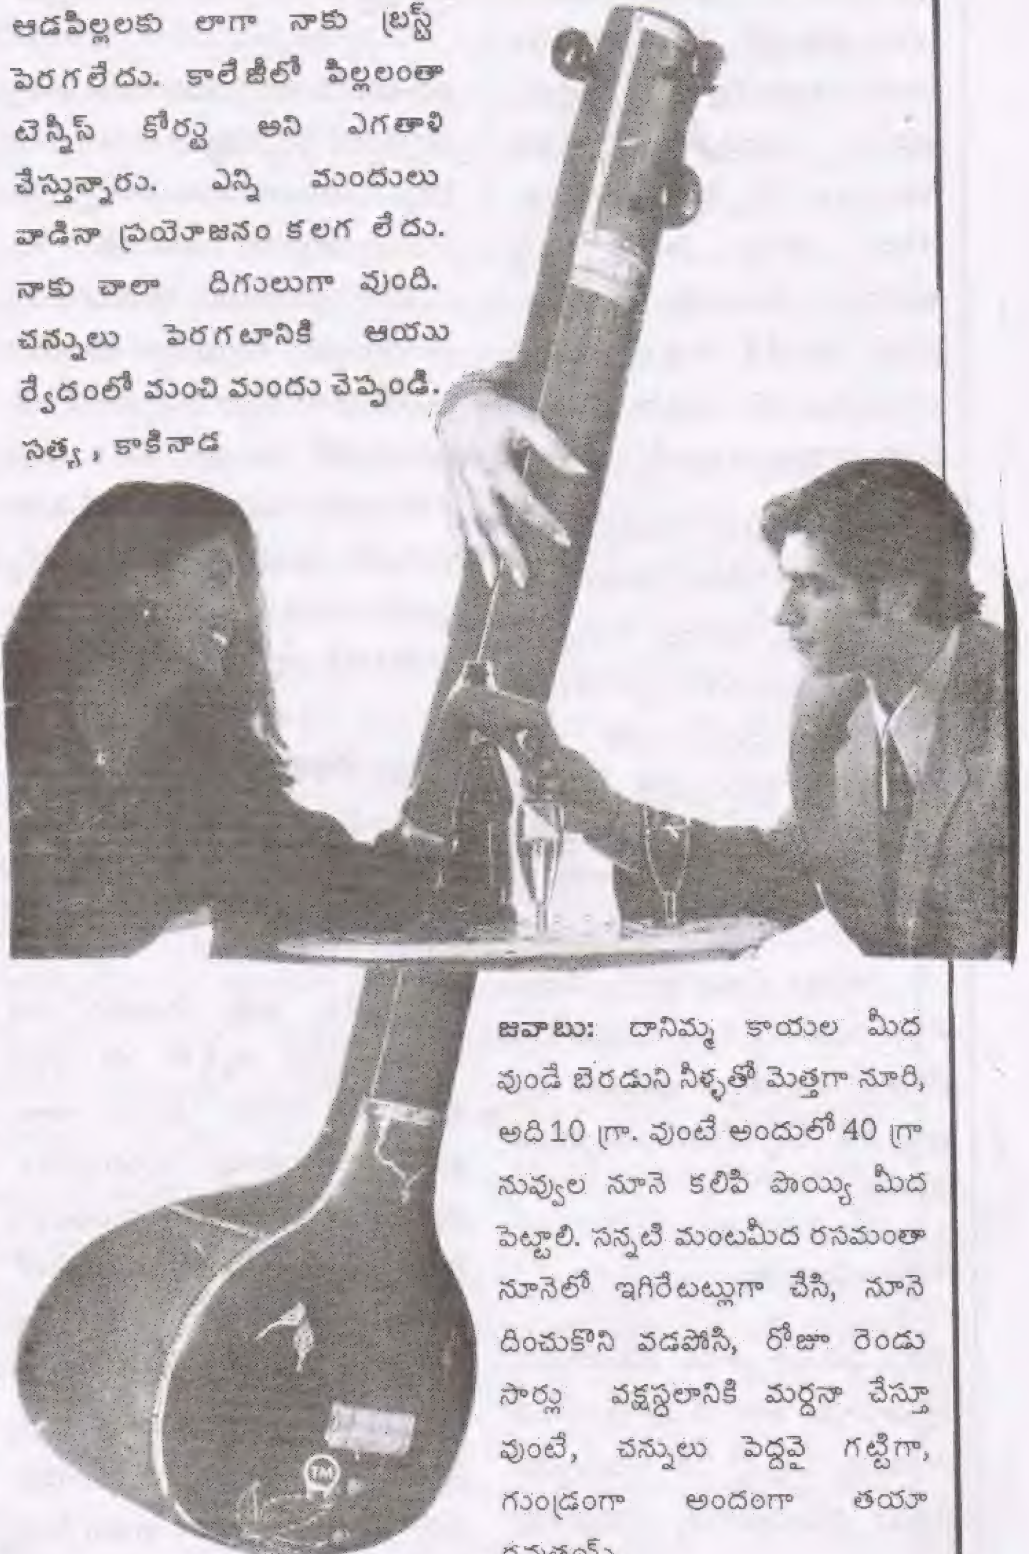 ఆడపిల్లలకు లాగా నాకు బ్రస్ట్
పెరగలేదు. కాలేజీలో పిల్లలంతా
టెన్నిస్ కోర్టు అని ఎగతాళి
చేస్తున్నారు. ఎన్ని మందులు
వాడినా ప్రయోజనం కలగ లేదు.
నాకు చాలా దిగులుగా వుంది.
చన్నులు పెరగటానికి ఆయు
ర్వేదంలో మంచి మందు చెప్పండి.
సత్య, కాకినాడ
జవాబు: దానిమ్మ కాయల మీద
వుండే బెరడుని నీళ్ళతో మెత్తగా నూరి,
అది 10 గ్రా. వుంటే అందులో 40 గ్రా
నువ్వుల నూనె కలిపి పొయ్యి మీద
పెట్టాలి. సన్నటి మంటమీద రసమంతా
నూనెలో ఇగిరేటట్లుగా చేసి, నూనె
దించుకొని వడపోసి, రోజూ రెండు
సార్లు వక్షస్థలానికి మర్దనా చేస్తూ
వుంటే, చన్నులు పెద్దవై గట్టిగా,
గుండ్రంగా అందంగా తయా
TM